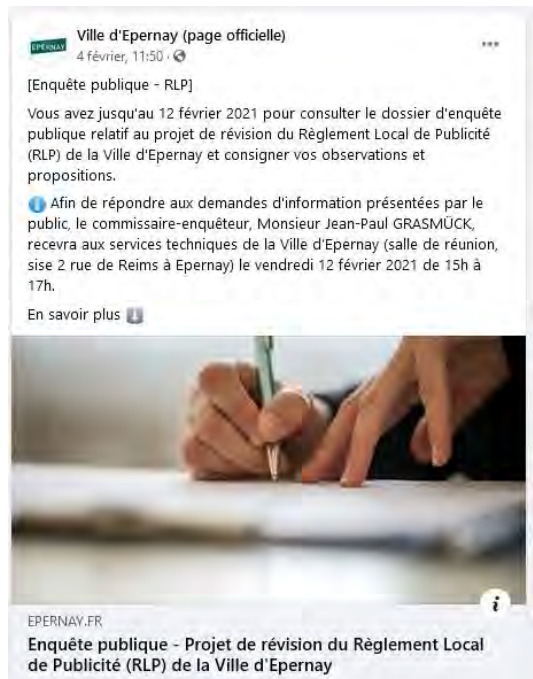 Ville d'Epernay (page officielle)
EPERNAY
4 février, 11:50 ·
[Enquête publique - RLP]
Vous avez jusqu'au 12 février 2021 pour consulter le dossier d'enquête
publique relatif au projet de révision du Règlement Local de Publicité
(RLP) de la Ville d'Epernay et consigner vos observations et
propositions.
Afin de répondre aux demandes d'information présentées par le
public, le commissaire-enquêteur, Monsieur Jean-Paul GRASMÜCK,
recevra aux services techniques de la Ville d'Epernay (salle de réunion,
sise 2 rue de Reims à Epernay) le vendredi 12 février 2021 de 15h à
17h.
En savoir plus
EPERNAY.FR
Enquête publique - Projet de révision du Règlement Local
de Publicité (RLP) de la Ville d'Epernay